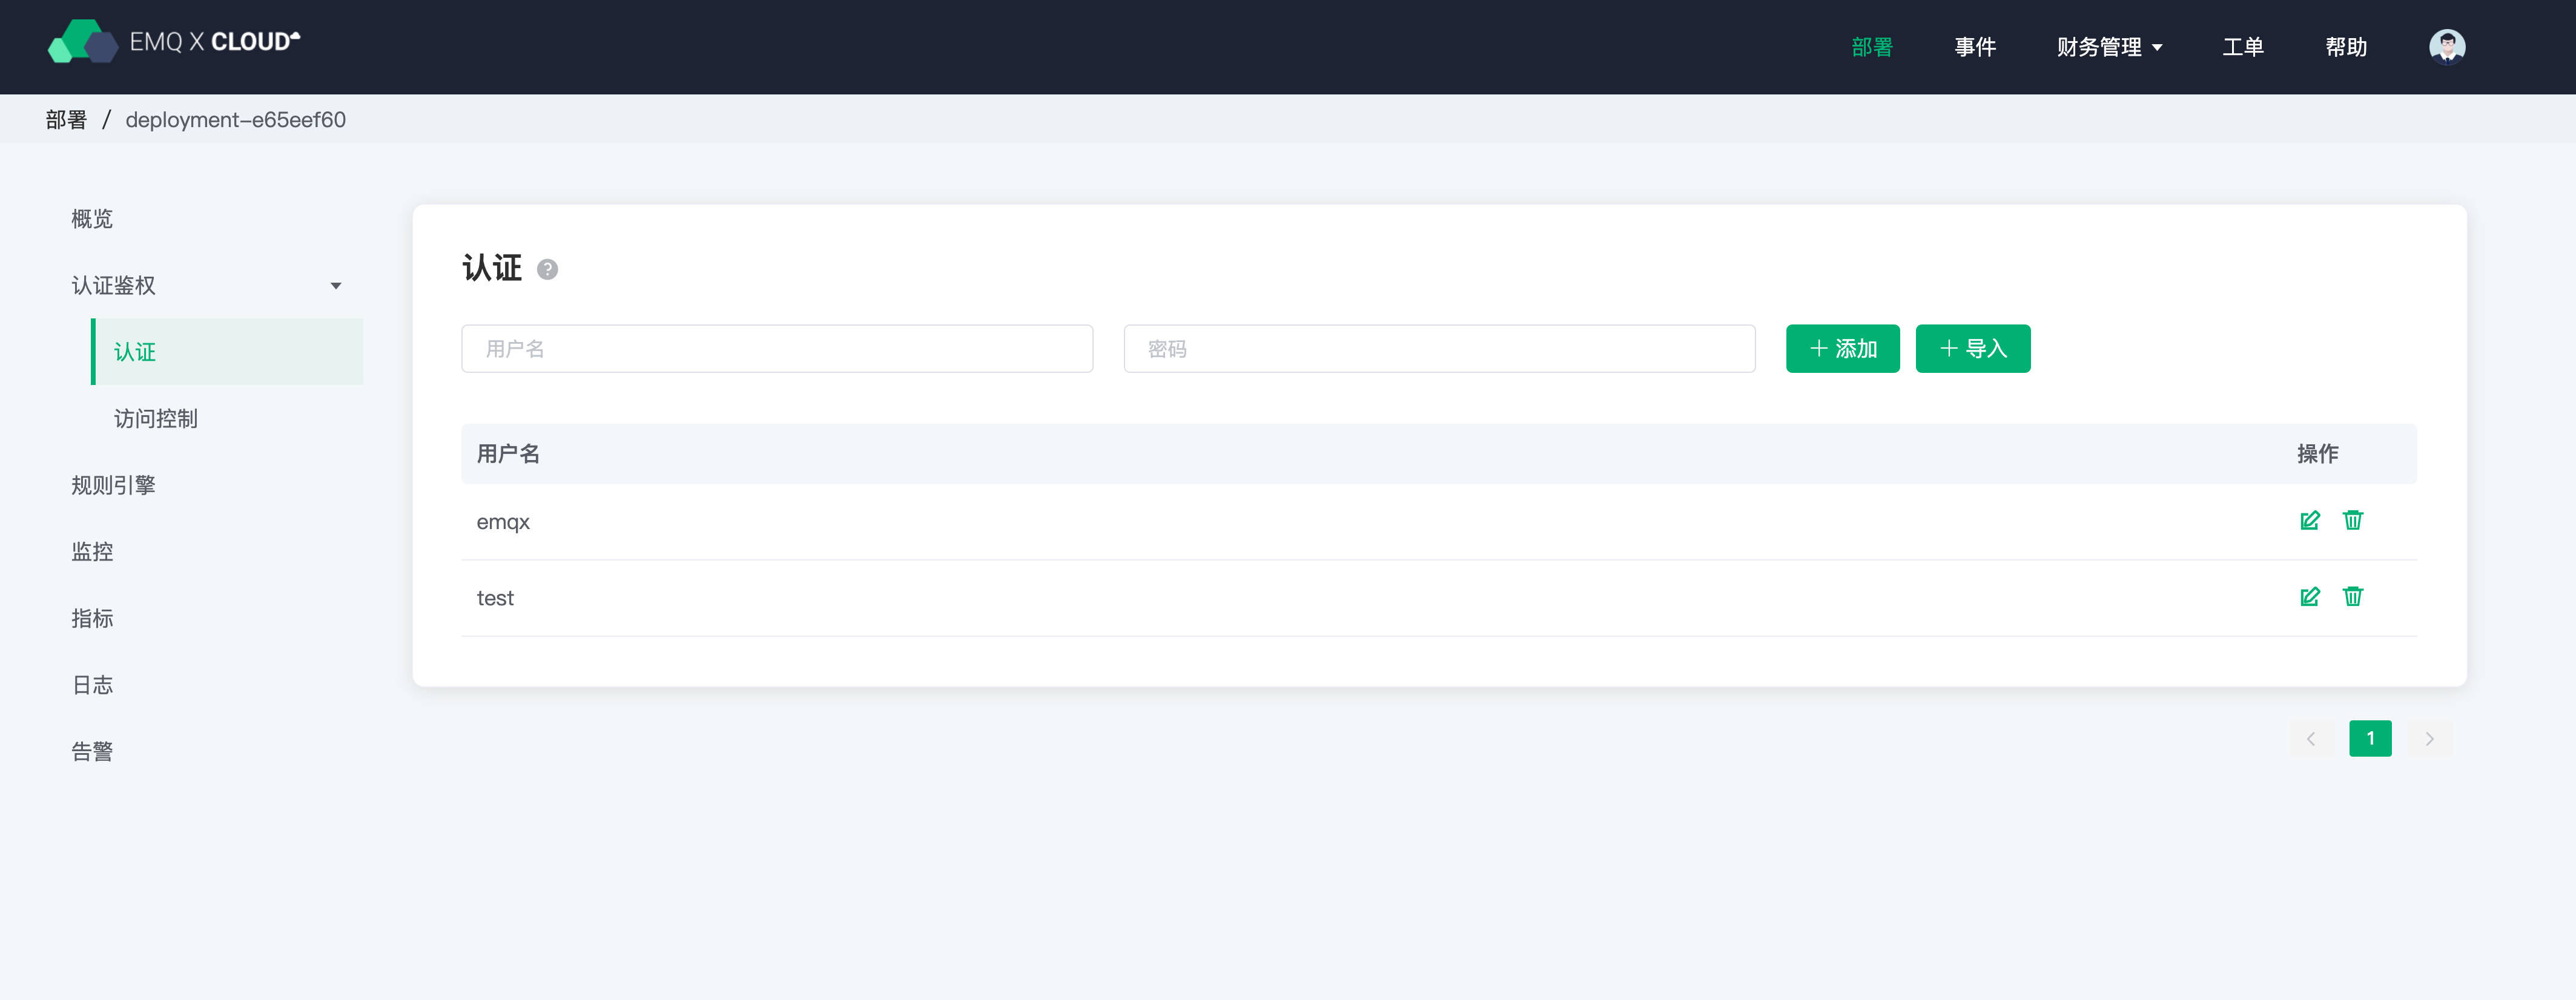 EMQ X CLOUD
部署 事件 财务管理 工单 帮助
部署 / deployment-e65eef60
概览
认证鉴权
认证
访问控制
规则引擎
监控
指标
日志
告警
认证 ?
用户名 密码 + 添加 + 导入
用户名 操作
emqx
test
1